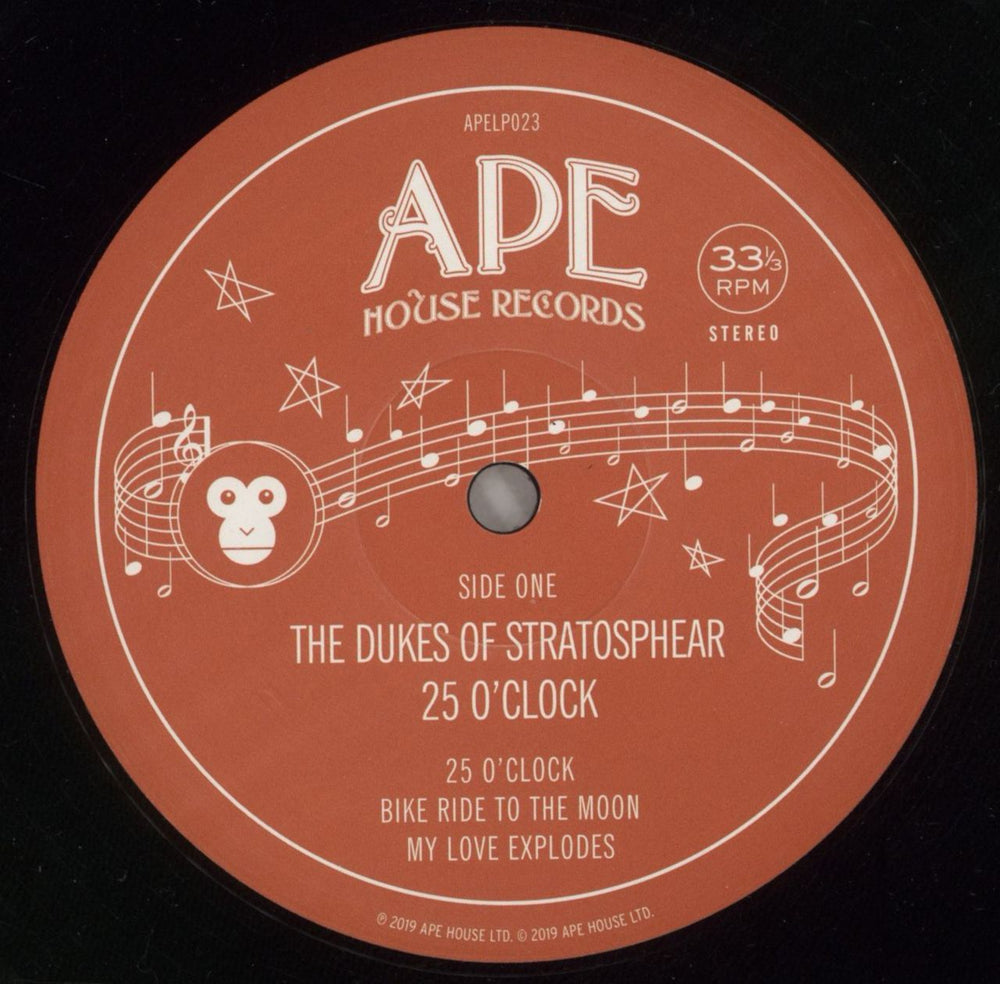 APELP023
APE
HOUSE RECORDS
33⅓
RPM
STEREO
SIDE ONE
THE DUKES OF STRATOSPHEAR
25 O'CLOCK
25 O'CLOCK
BIKE RIDE TO THE MOON
MY LOVE EXPLODES
℗ 2019 APE HOUSE LTD. © 2019 APE HOUSE LTD.